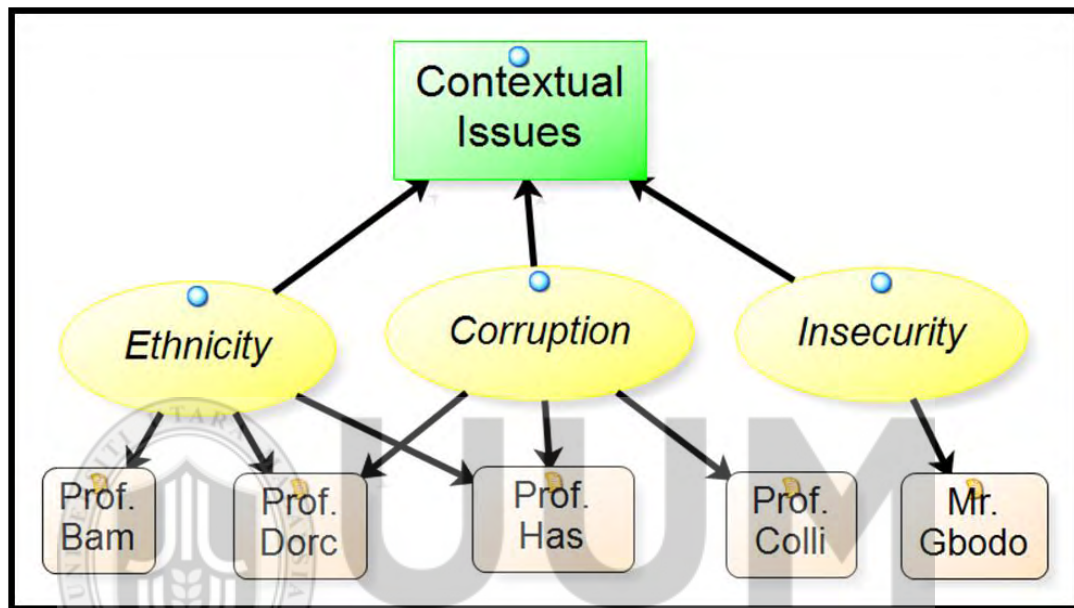 Contextual
Issues
Ethnicity
Corruption
Insecurity
Prof.
Bam
Prof.
Dorc
Prof.
Has
Prof.
Colli
Mr.
Gbodo
UUM